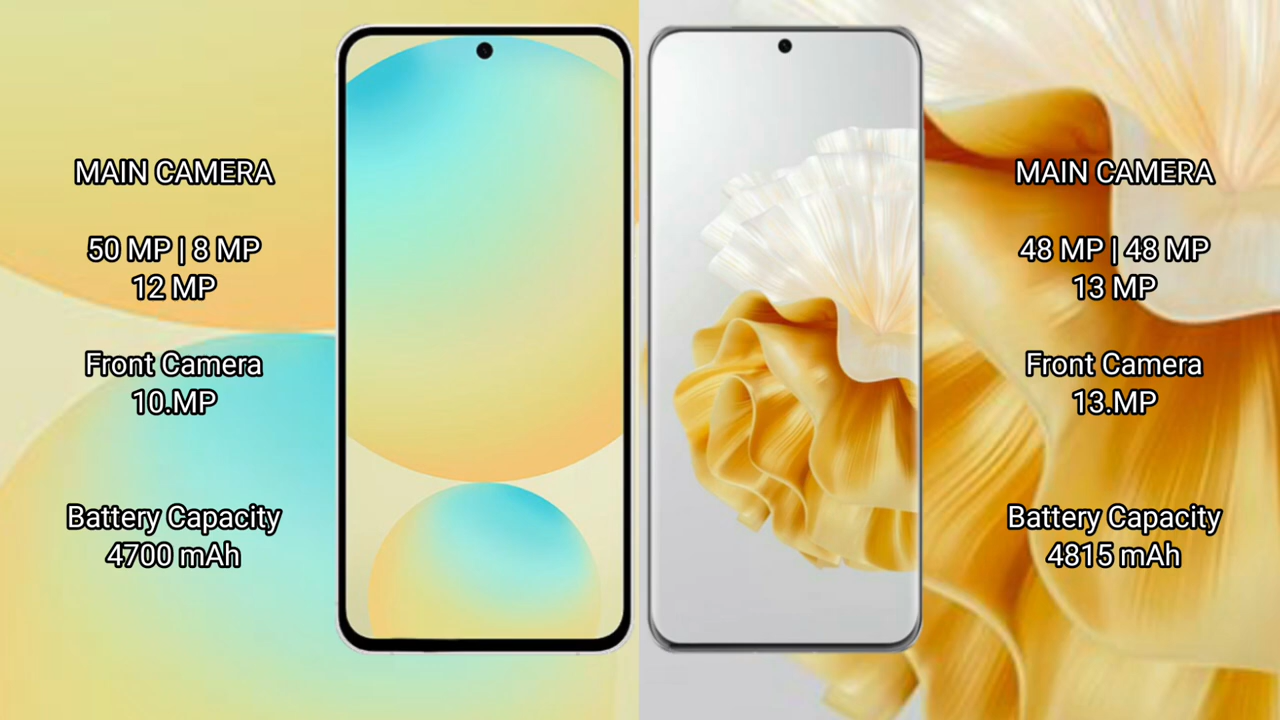 MAIN CAMERA
50 MP | 8 MP
12 MP
Front Camera
10.MP
Battery Capacity
4700 mAh
MAIN CAMERA
48 MP | 48 MP
13 MP
Front Camera
13.MP
Battery Capacity
4815 mAh